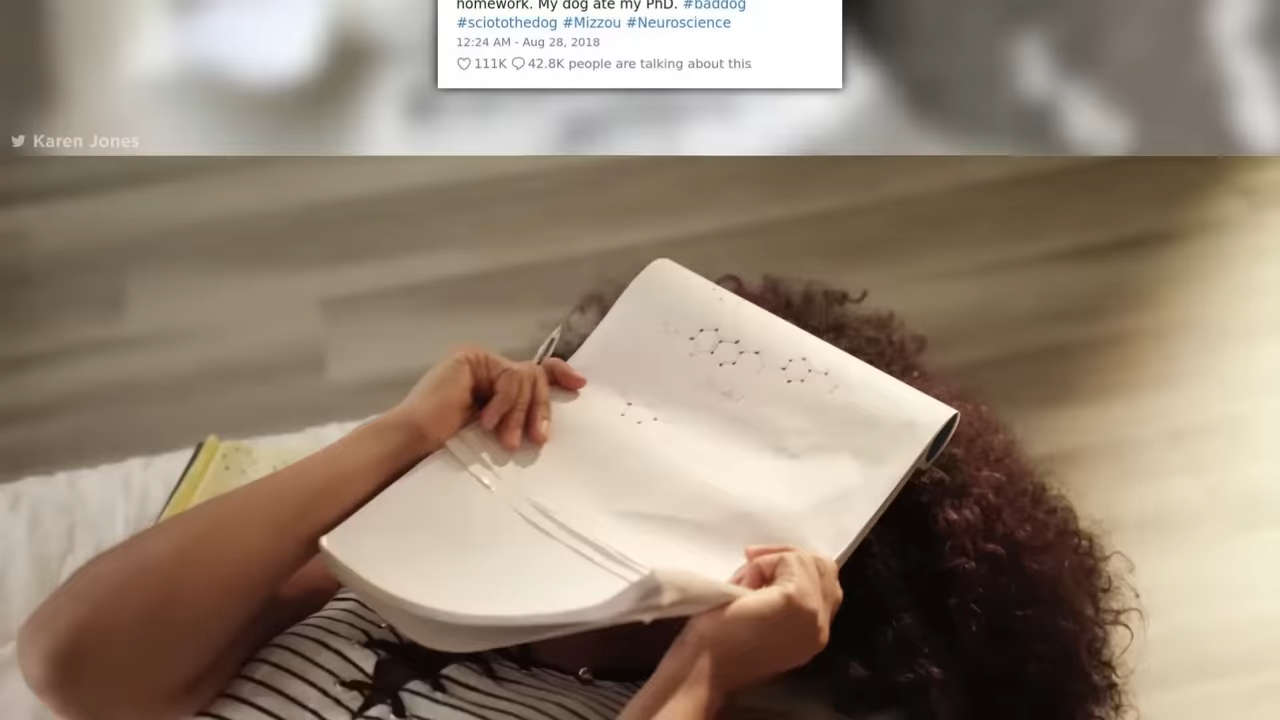 homework. My dog ate my PhD. #baddog
#sciotothedog #Mizzou #Neuroscience
12:24 AM - Aug 28, 2018
111K 42.8K people are talking about this
Karen Jones